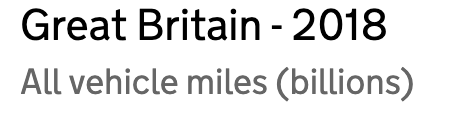 Great Britain - 2018
All vehicle miles (billions)